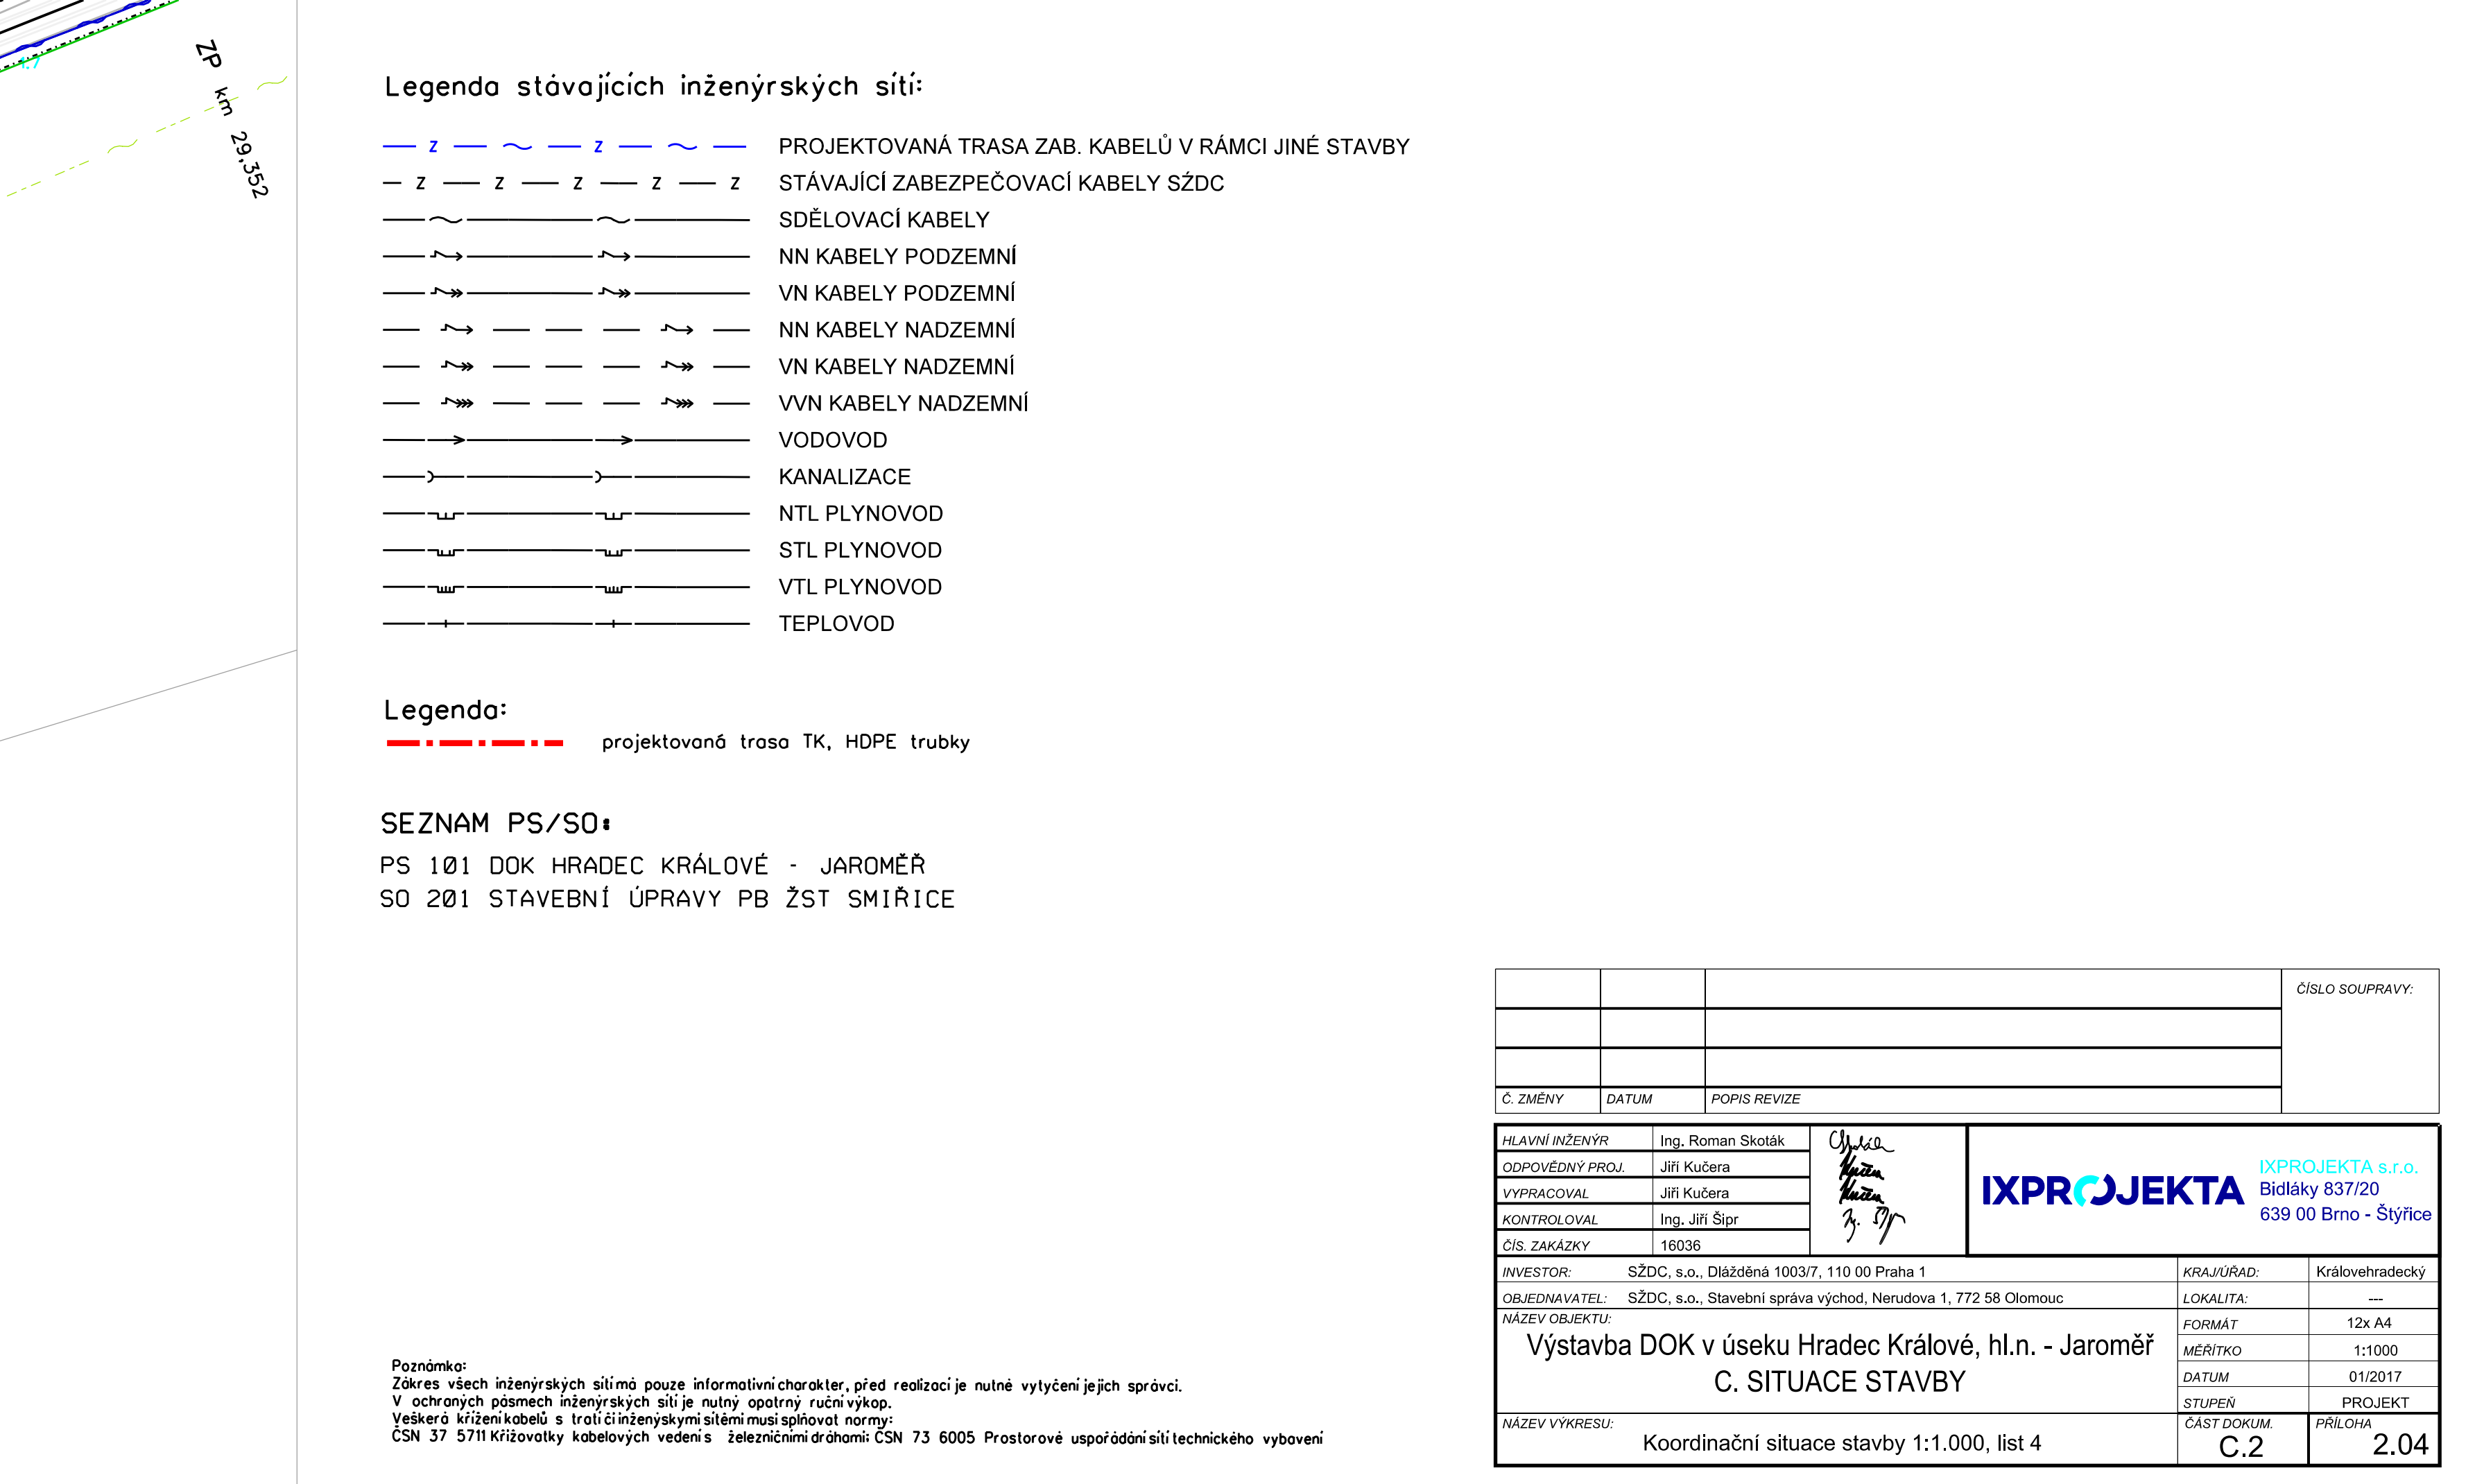 1,7
ZP km 29,352
Legenda stávajících inženýrských sítí:
Z Z PROJEKTOVANÁ TRASA ZAB. KABELŮ V RÁMCI JINÉ STAVBY
Z Z Z Z Z STÁVAJÍCÍ ZABEZPEČOVACÍ KABELY SŹDC
SDĚLOVACÍ KABELY
NN KABELY PODZEMNÍ
VN KABELY PODZEMNÍ
NN KABELY NADZEMNÍ
VN KABELY NADZEMNÍ
VVN KABELY NADZEMNÍ
VODOVOD
KANALIZACE
NTL PLYNOVOD
STL PLYNOVOD
VTL PLYNOVOD
TEPLOVOD
Legenda:
projektovaná trasa TK, HDPE trubky
SEZNAM PS/SO:
PS 101 DOK HRADEC KRÁLOVÉ - JAROMĚŘ
SO 201 STAVEBNÍ ÚPRAVY PB ŽST SMIŘICE
Poznámka:
Zákres všech inženýrských sítí má pouze informativní charakter, před realizací je nutné vytyčení jejich správci.
V ochraných pásmech inženýrských sítí je nutný opatrný ruční výkop.
Veškerá křížení kabelů s tratí či inženýskymi sítěmi musí splňovat normy:
ČSN 37 5711 Křižovatky kabelových vedení s železničními dráhami; ČSN 73 6005 Prostorové uspořádání sítí technického vybavení
ČÍSLO SOUPRAVY:
Č. ZMĚNY DATUM POPIS REVIZE
HLAVNÍ INŽENÝR Ing. Roman Skoták
ODPOVĚDNÝ PROJ. Jiří Kučera
VYPRACOVAL Jiří Kučera
KONTROLOVAL Ing. Jiří Šipr
ČÍS. ZAKÁZKY 16036
IXPROJEKTA
IXPROJEKTA s.r.o.
Bidláky 837/20
639 00 Brno - Štýřice
INVESTOR: SŽDC, s.o., Dlážděná 1003/7, 110 00 Praha 1
KRAJ/ÚŘAD: Královehradecký
OBJEDNAVATEL: SŽDC, s.o., Stavební správa východ, Nerudova 1, 772 58 Olomouc
LOKALITA: ---
NÁZEV OBJEKTU:
Výstavba DOK v úseku Hradec Králové, hl.n. - Jaroměř
C. SITUACE STAVBY
FORMÁT 12x A4
MĚŘÍTKO 1:1000
DATUM 01/2017
STUPEŇ PROJEKT
NÁZEV VÝKRESU:
Koordinační situace stavby 1:1.000, list 4
ČÁST DOKUM.
C.2
PŘÍLOHA
2.04